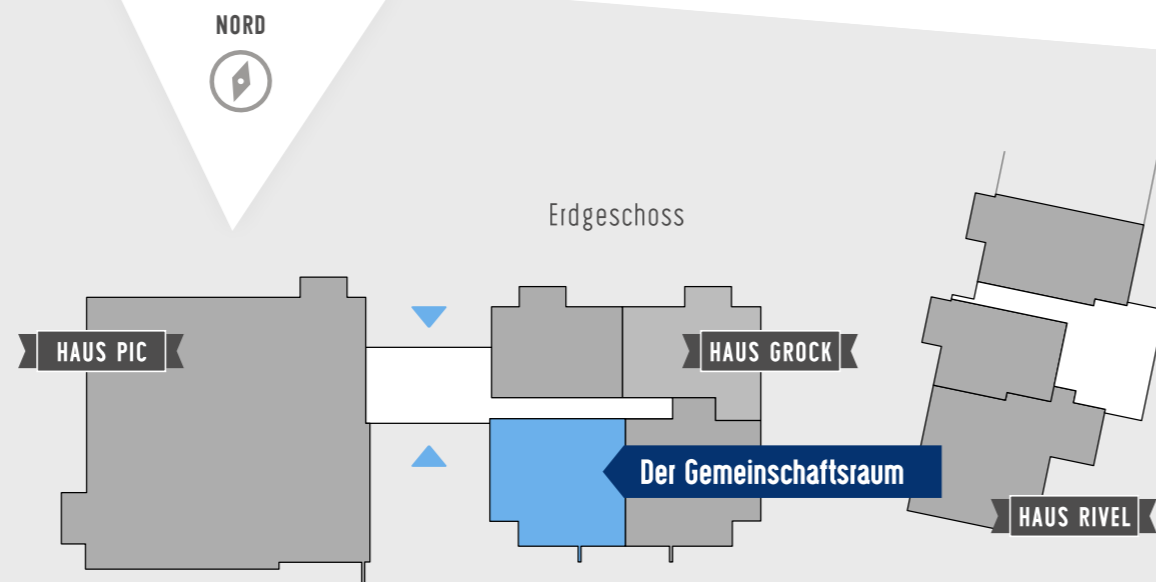 NORD
Erdgeschoss
HAUS PIC
HAUS GROCK
Der Gemeinschaftsraum
HAUS RIVEL